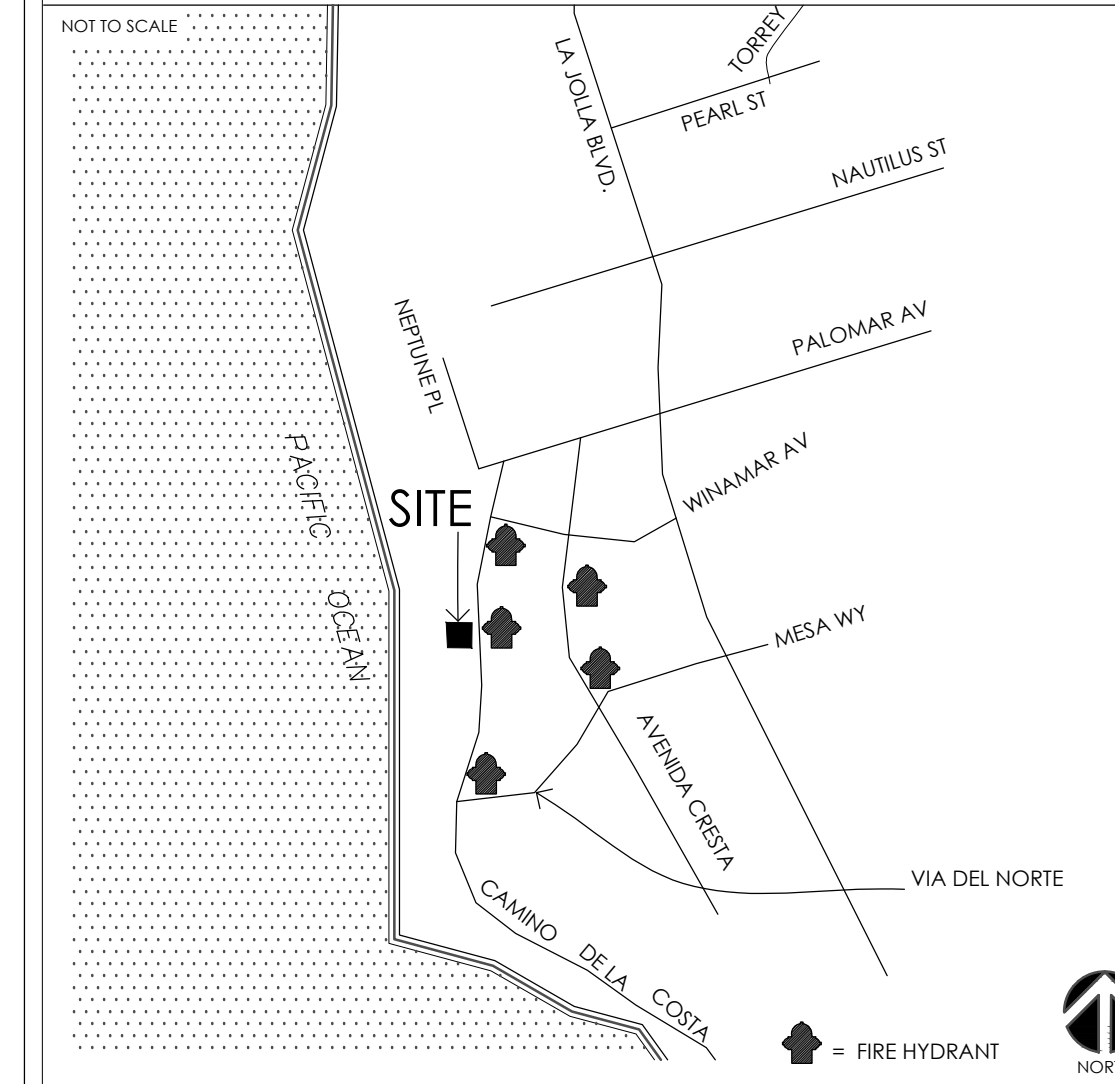 NOT TO SCALE
TORREY
LA JOLLA BLVD.
PEARL ST
NAUTILUS ST
NEPTUNE PL
PALOMAR AV
PACIFIC
OCEAN
SITE
WINAMAR AV
MESA WY
AVENIDA CRESTA
VIA DEL NORTE
CAMINO DE LA COSTA
= FIRE HYDRANT